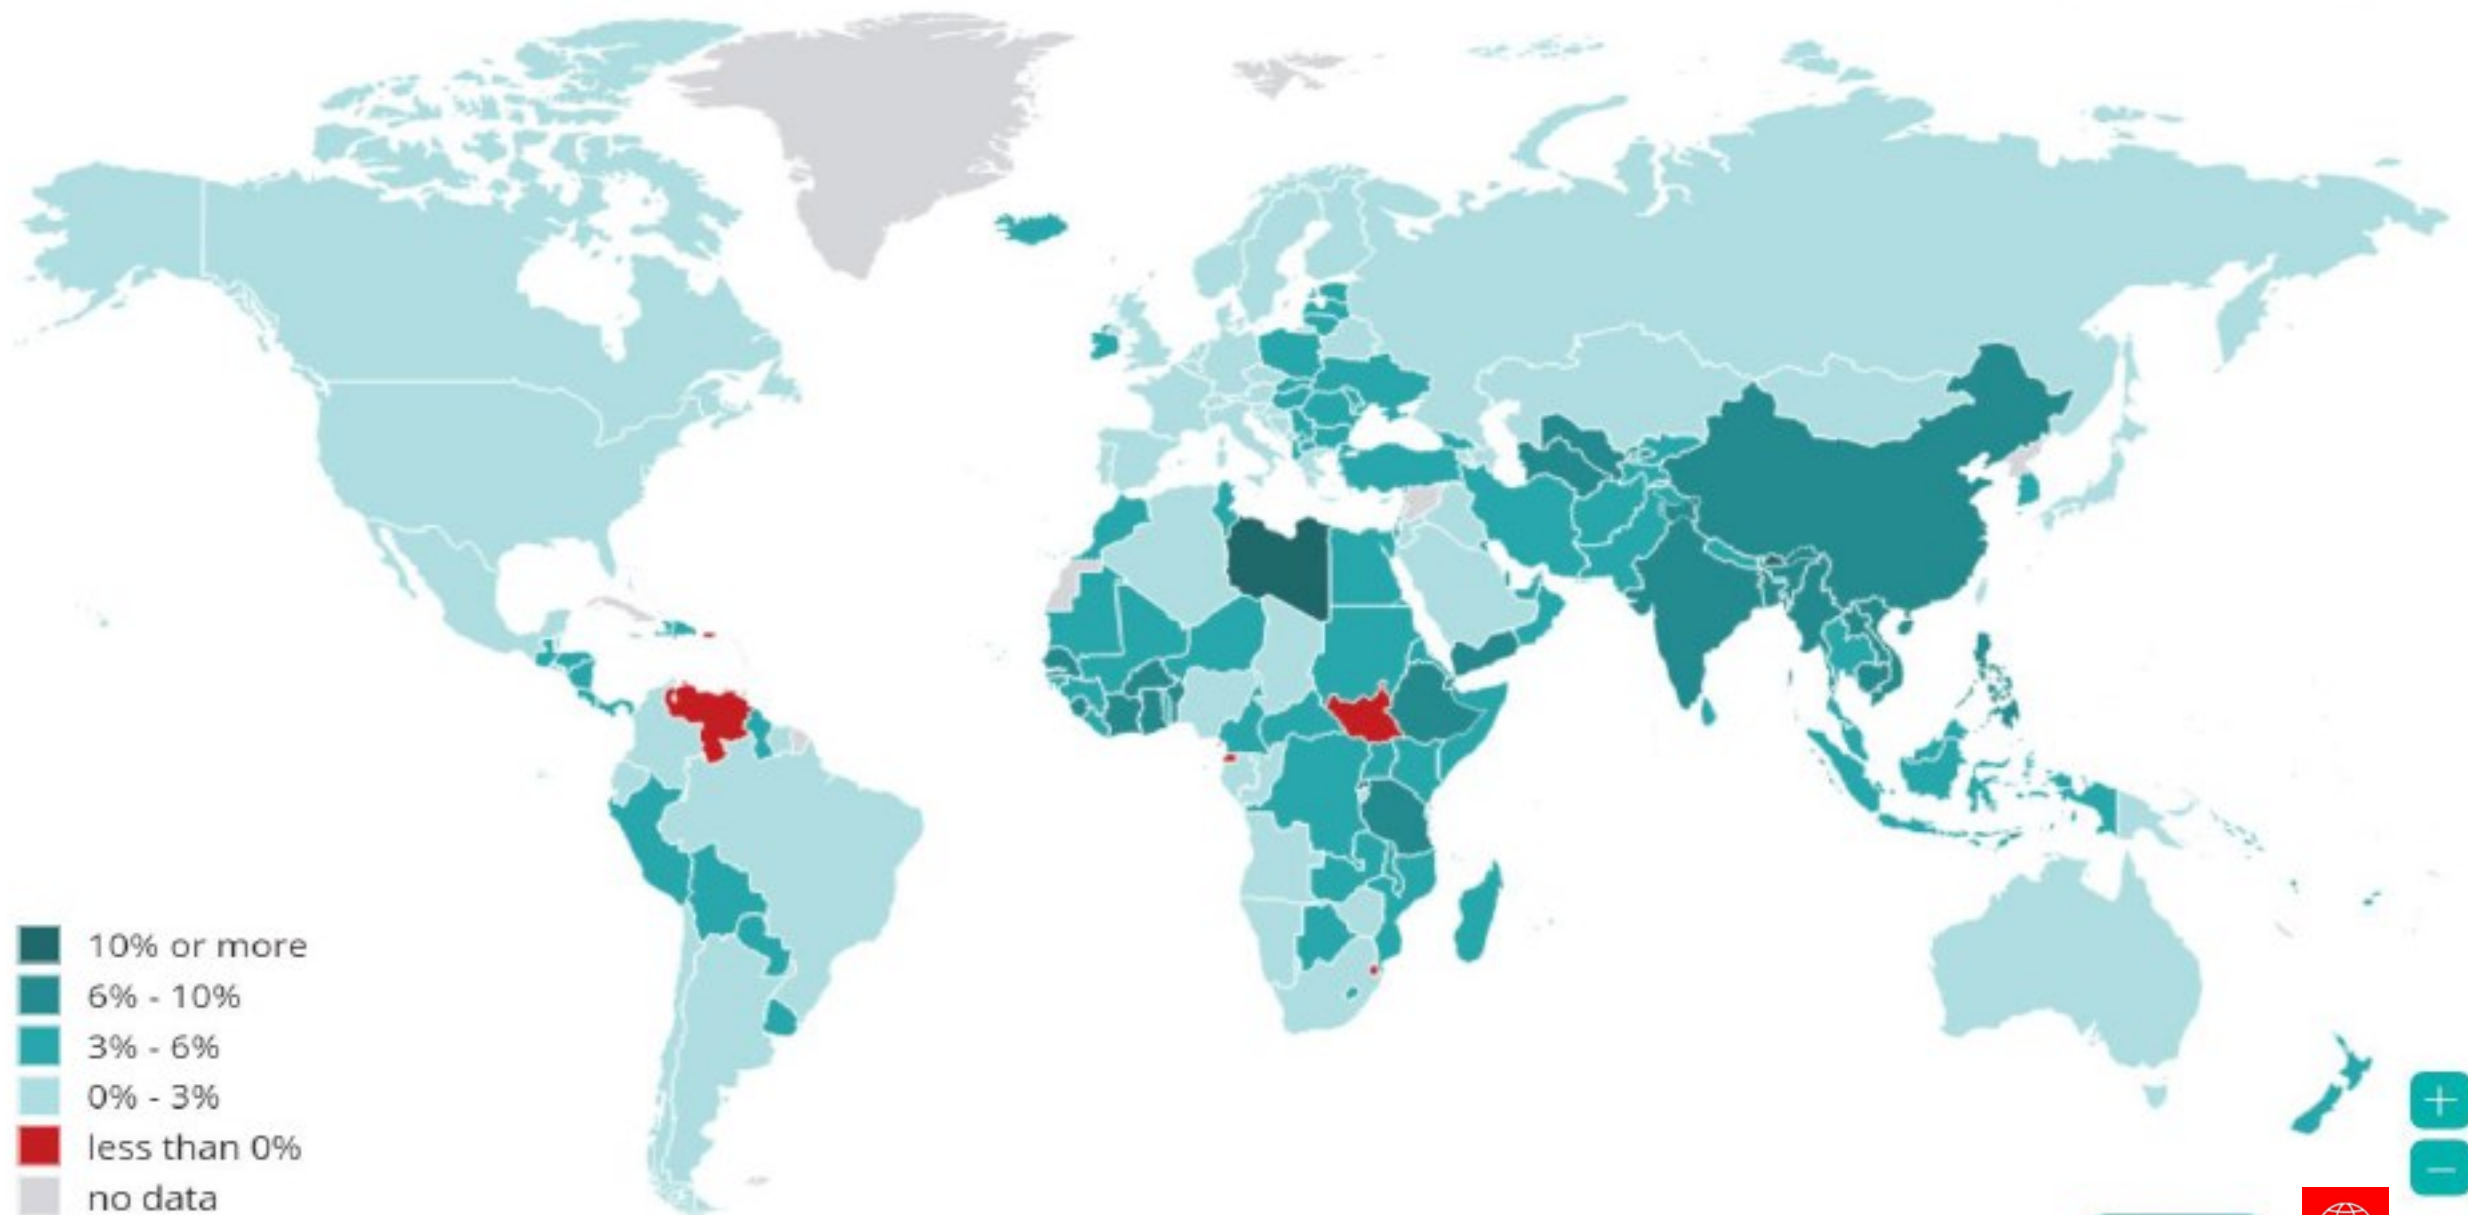 10% or more
6% - 10%
3% - 6%
0% - 3%
less than 0%
no data
+
−